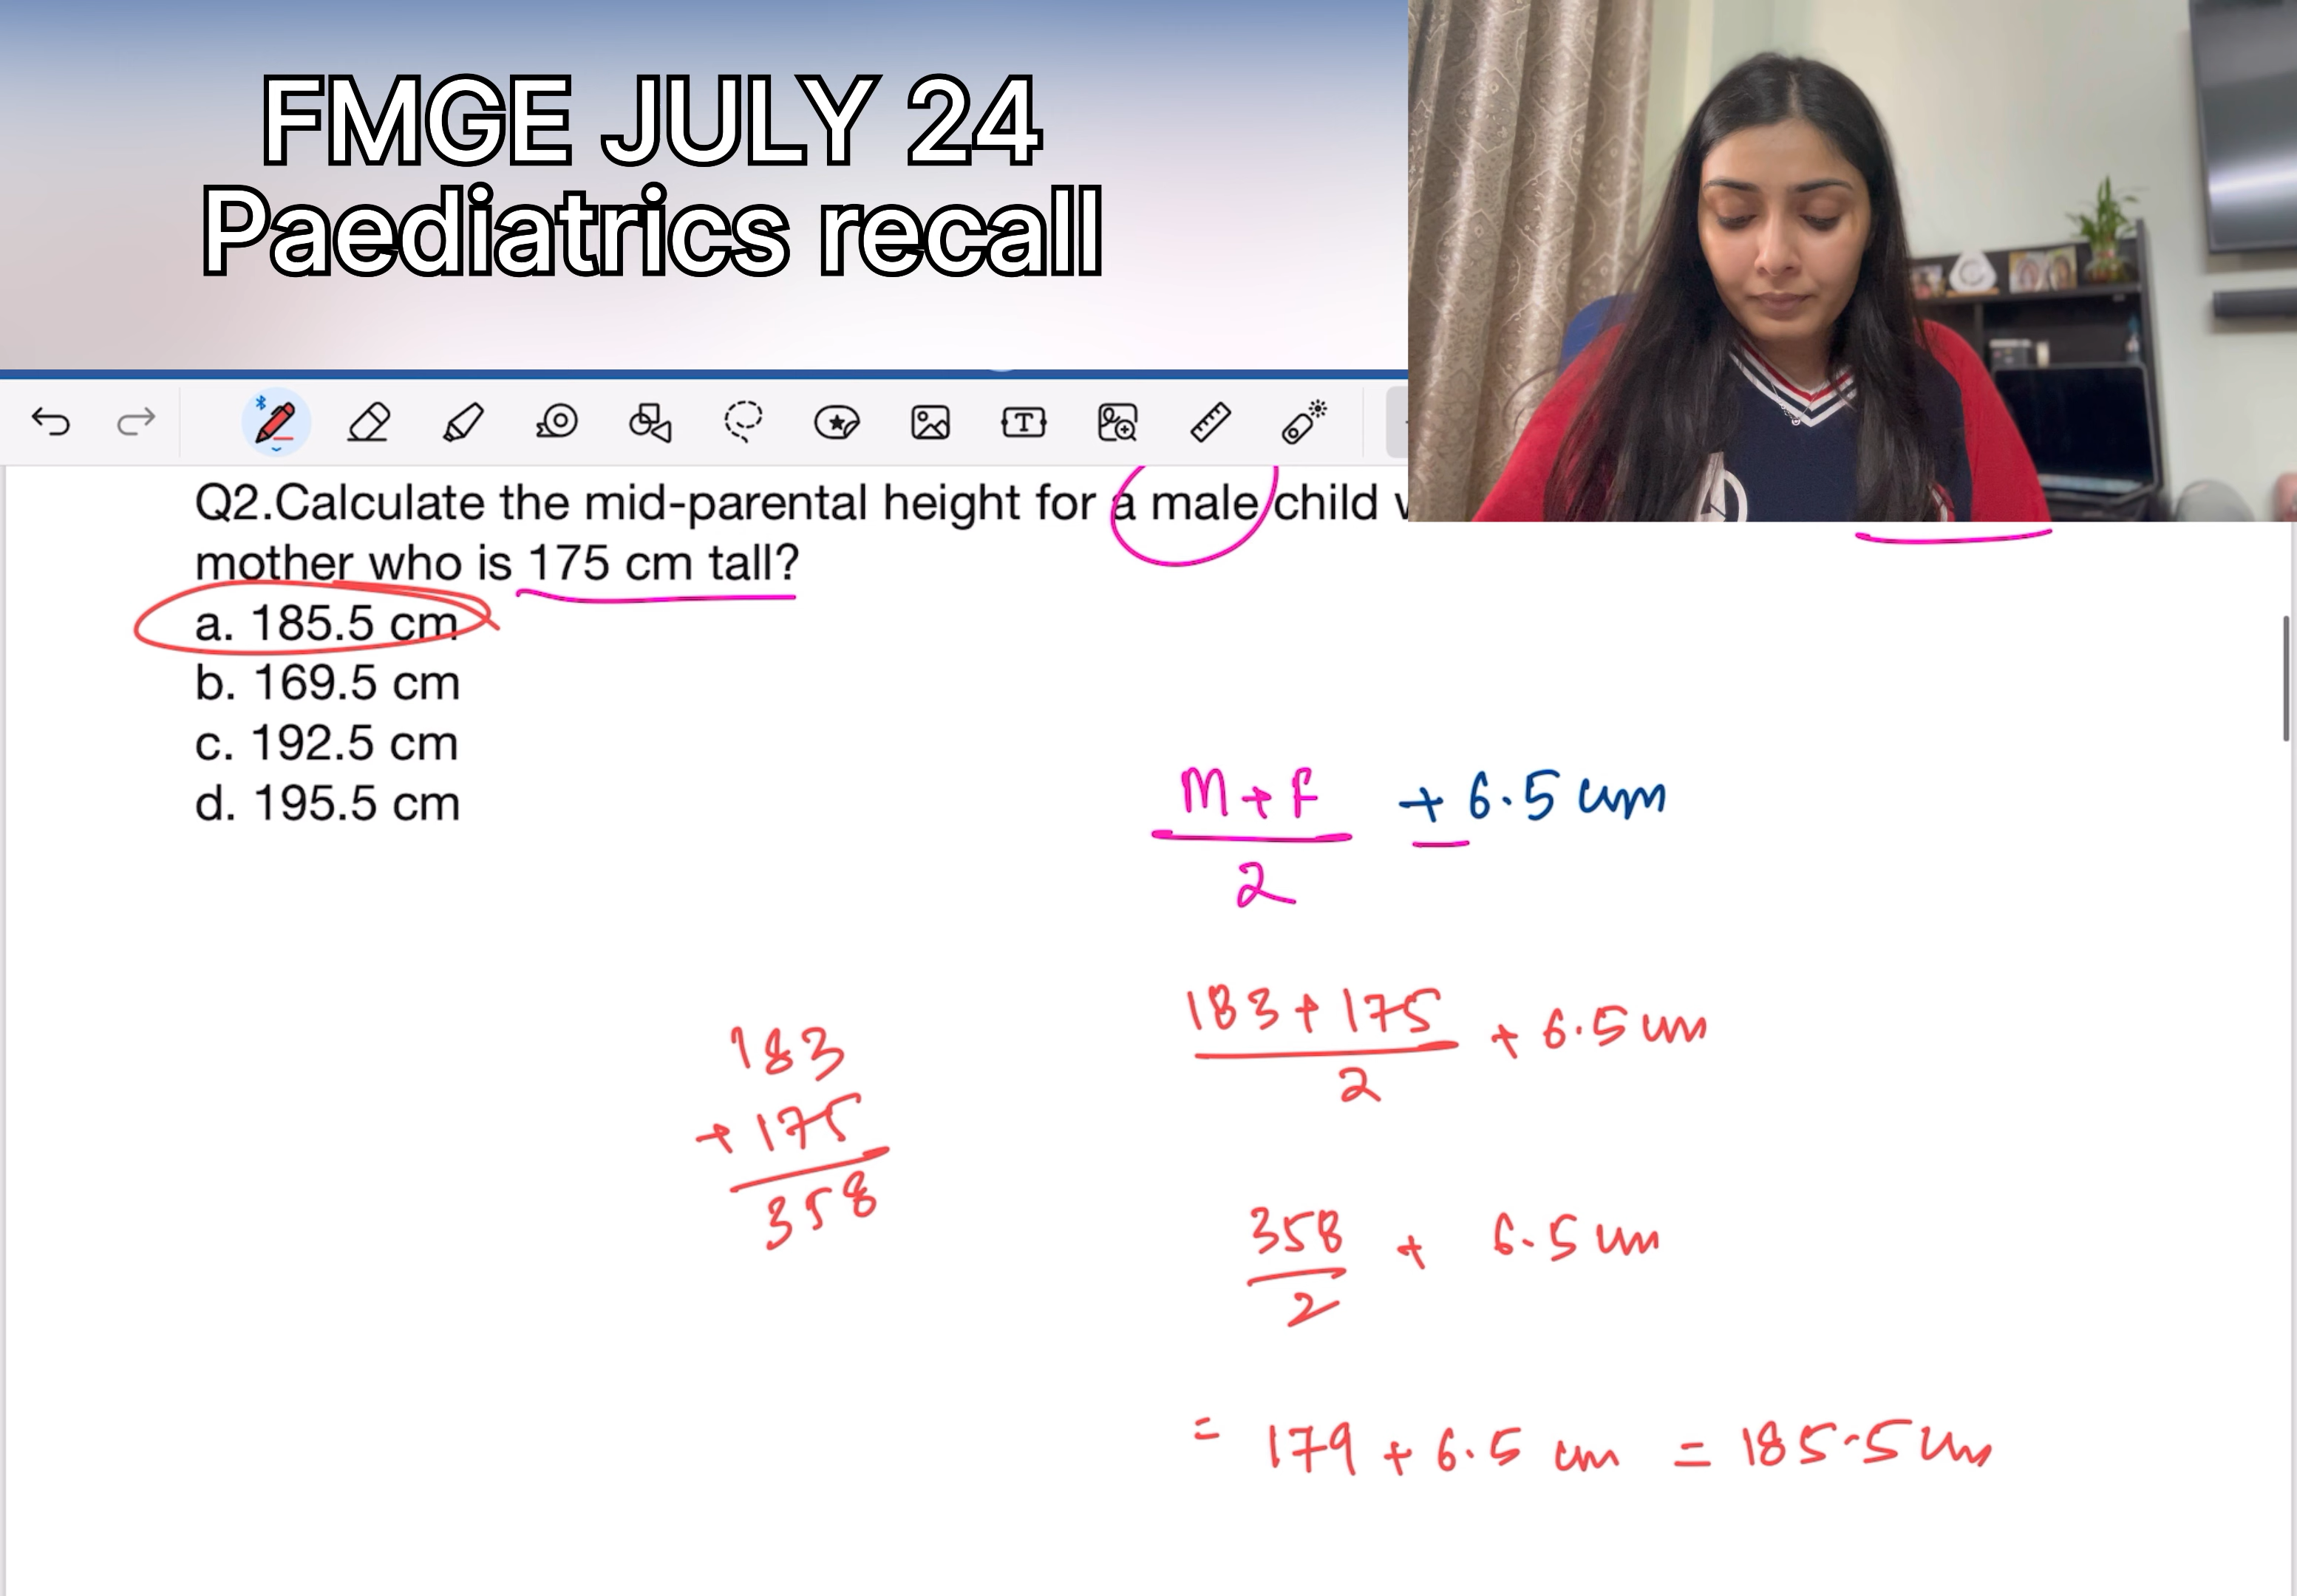 FMGE JULY 24
Paediatrics recall
Q2.Calculate the mid-parental height for a male child
mother who is 175 cm tall?
a. 185.5 cm
b. 169.5 cm
c. 192.5 cm
d. 195.5 cm
M+F
2
+ 6.5 cm
183 + 175
2
+ 6.5 cm
183
+ 175
358
358
2
+ 6.5 cm
= 179 + 6.5 cm = 185.5 cm